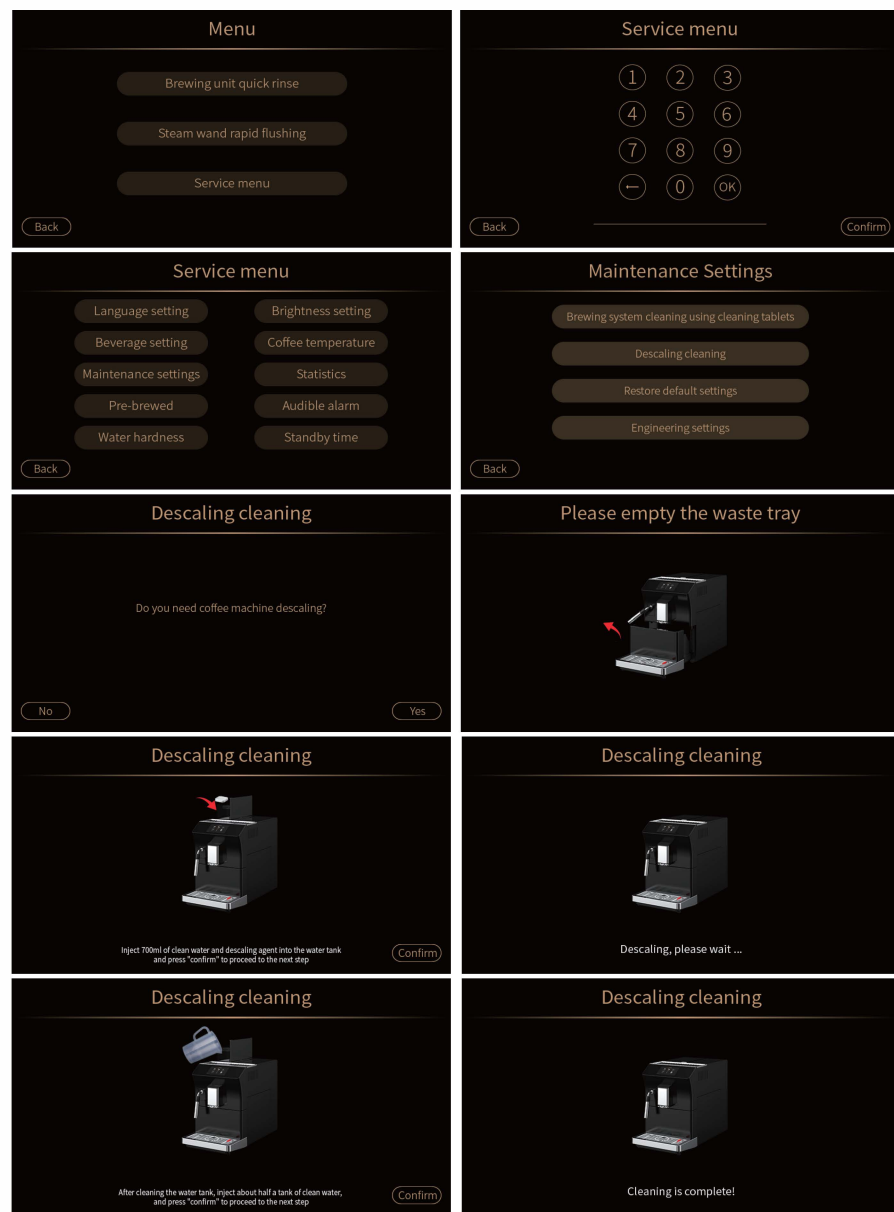 Menu
Brewing unit quick rinse
Steam wand rapid flushing
Service menu
Back
Service menu
1 2 3
4 5 6
7 8 9
← 0 OK
Back
Confirm
Service menu
Language setting
Brightness setting
Beverage setting
Coffee temperature
Maintenance settings
Statistics
Pre-brewed
Audible alarm
Water hardness
Standby time
Back
Maintenance Settings
Brewing system cleaning using cleaning tablets
Descaling cleaning
Restore default settings
Engineering settings
Back
Descaling cleaning
Do you need coffee machine descaling?
No
Yes
Please empty the waste tray
Descaling cleaning
Inject 700ml of clean water and descaling agent into the water tank
and press "confirm" to proceed to the next step
Confirm
Descaling cleaning
Descaling, please wait ...
Descaling cleaning
After cleaning the water tank, inject about half a tank of clean water,
and press "confirm" to proceed to the next step
Confirm
Descaling cleaning
Cleaning is complete!